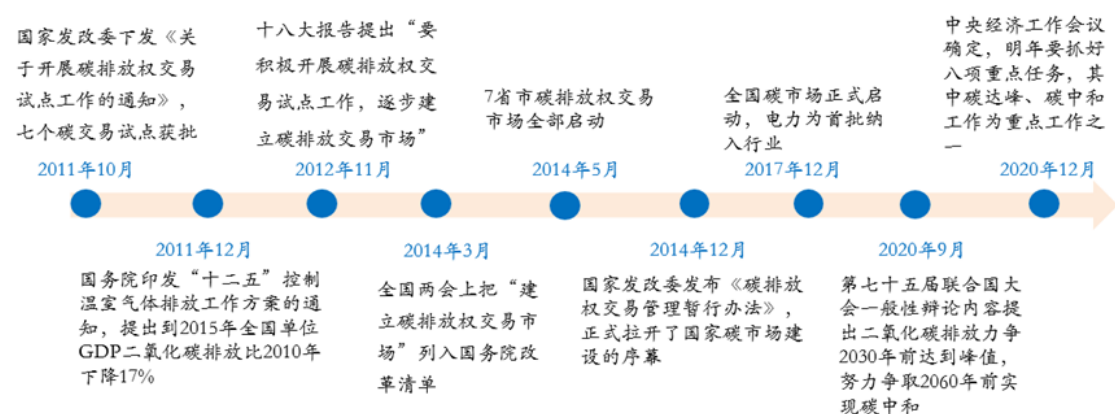 国家发改委下发《关
于开展碳排放权交易
试点工作的通知》，
七个碳交易试点获批
2011年10月
2011年12月
国务院印发“十二五”控制
温室气体排放工作方案的通
知，提出到2015年全国单位
GDP二氧化碳排放比2010年
下降17%
十八大报告提出“要
积极开展碳排放权交
易试点工作，逐步建
立碳排放交易市场”
2012年11月
2014年3月
全国两会上把“建
立碳排放权交易市
场”列入国务院改
革清单
7省市碳排放权交易
市场全部启动
2014年5月
2014年12月
国家发改委发布《碳排放
权交易管理暂行办法》，
正式拉开了国家碳市场建
设的序幕
全国碳市场正式启
动，电力为首批纳
入行业
2017年12月
2020年9月
第七十五届联合国大
会一般性辩论内容提
出二氧化碳排放力争
2030年前达到峰值，
努力争取2060年前实
现碳中和
中央经济工作会议
确定，明年要抓好
八项重点任务，其
中碳达峰、碳中和
工作为重点工作之
一
2020年12月